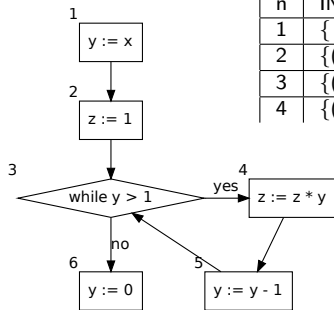 1
y := x
2
z := 1
3
while y > 1
yes
4
z := z * y
no
5
y := y - 1
6
y := 0
n
1 {
2 {(
3 {(
4 {(